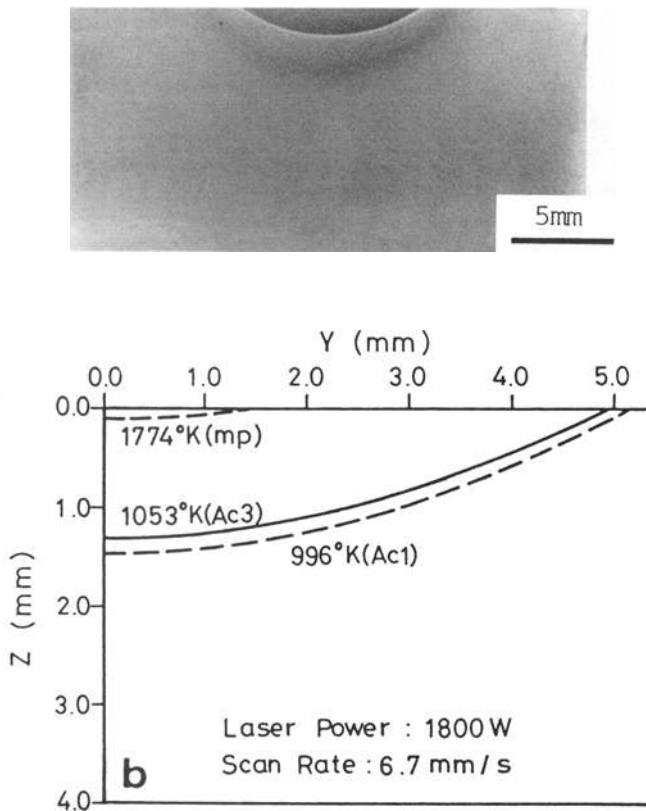 5mm
Y (mm)
0.0 1.0 2.0 3.0 4.0 5.0
0.0
1774°K(mp)
1.0
1053°K(Ac3)
996°K(Ac1)
2.0
Z (mm)
3.0
Laser Power : 1800 W
Scan Rate : 6.7 mm/s
b
4.0